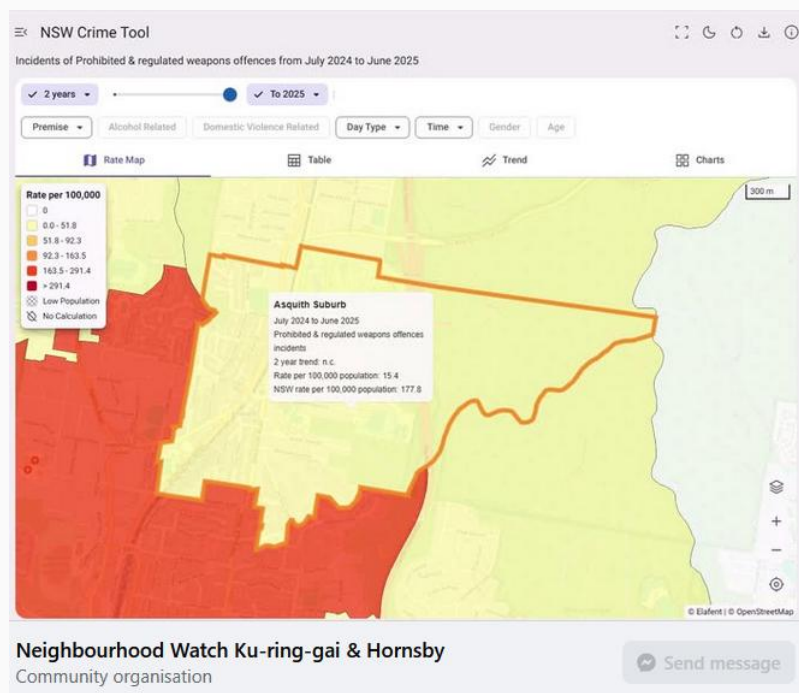 NSW Crime Tool
Incidents of Prohibited & regulated weapons offences from July 2024 to June 2025
2 years
To 2025
Premise
Alcohol Related
Domestic Violence Related
Day Type
Time
Gender
Age
Rate Map
Table
Trend
Charts
Rate per 100,000
0
0.0 - 51.8
51.8 - 92.3
92.3 - 163.5
163.5 - 291.4
> 291.4
Low Population
No Calculation
300 m
Asquith Suburb
July 2024 to June 2025
Prohibited & regulated weapons offences
incidents
2 year trend: n.c.
Rate per 100,000 population: 15.4
NSW rate per 100,000 population: 177.8
© Elafent | © OpenStreetMap
Neighbourhood Watch Ku-ring-gai & Hornsby
Community organisation
Send message